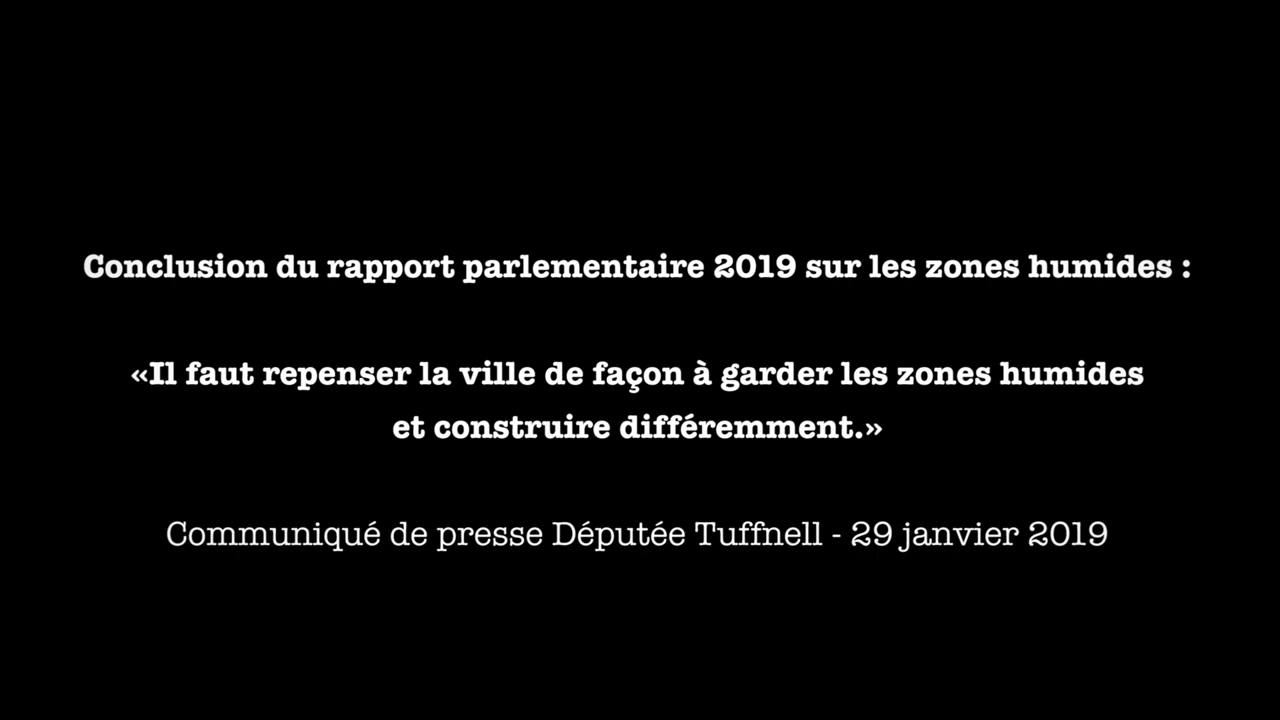 Conclusion du rapport parlementaire 2019 sur les zones humides :
«Il faut repenser la ville de façon à garder les zones humides
et construire différemment.»
Communiqué de presse Députée Tuffnell - 29 janvier 2019